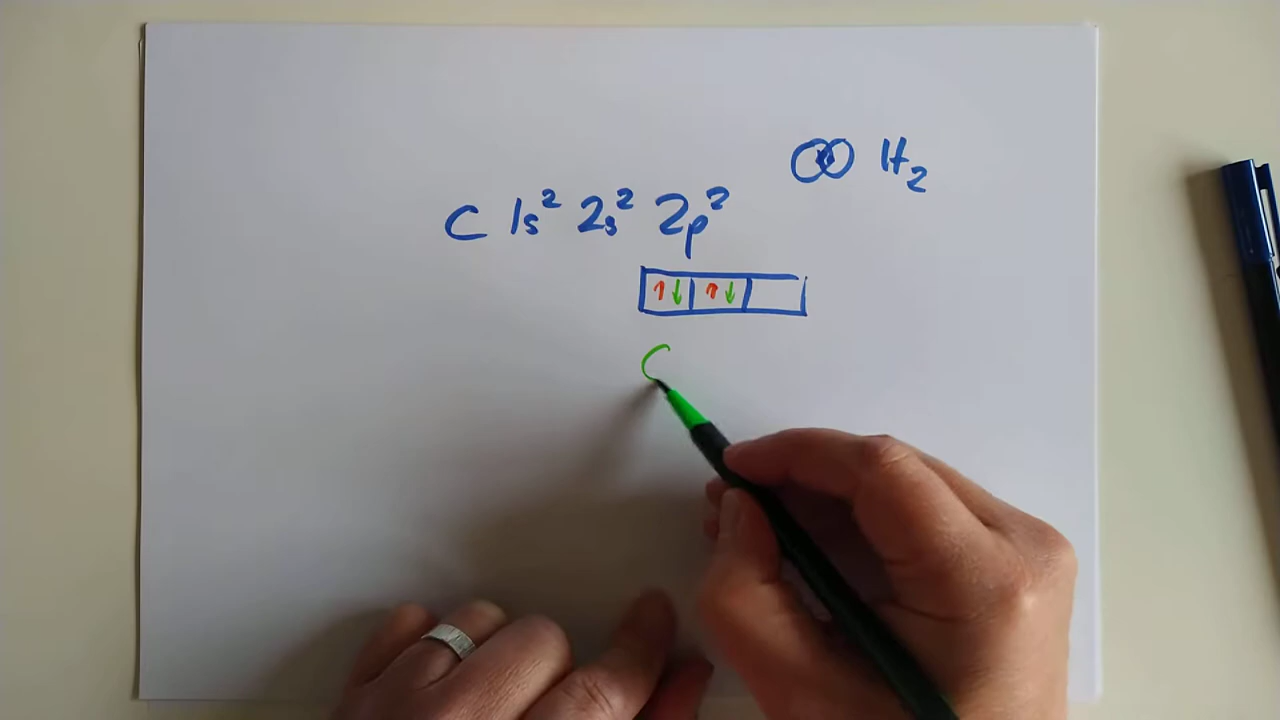 H₂
C 1s² 2s² 2p²
↑↓ ↑↓
C